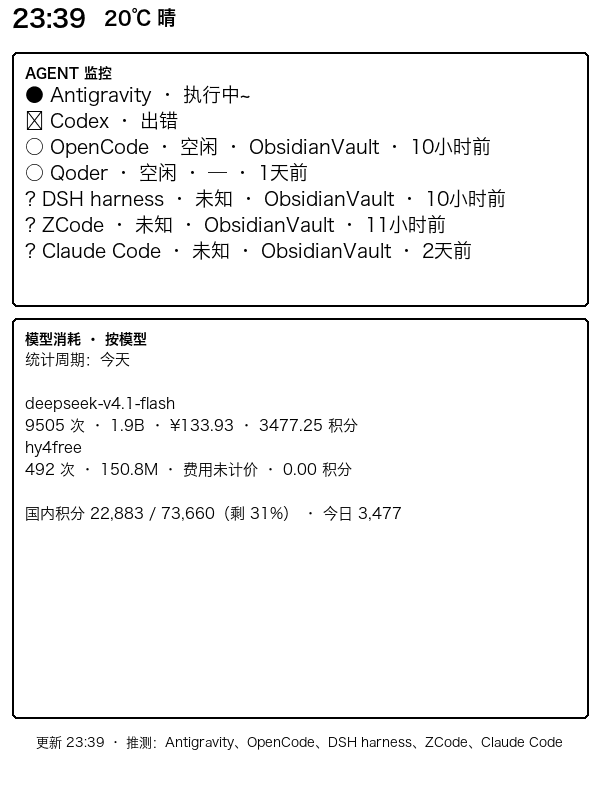 23:39 20℃ 晴
AGENT 监控
● Antigravity · 执行中~
☒ Codex · 出错
○ OpenCode · 空闲 · ObsidianVault · 10小时前
○ Qoder · 空闲 · — · 1天前
? DSH harness · 未知 · ObsidianVault · 10小时前
? ZCode · 未知 · ObsidianVault · 11小时前
? Claude Code · 未知 · ObsidianVault · 2天前
模型消耗 · 按模型
统计周期：今天
deepseek-v4.1-flash
9505 次 · 1.9B · ¥133.93 · 3477.25 积分
hy4free
492 次 · 150.8M · 费用未计价 · 0.00 积分
国内积分 22,883 / 73,660（剩 31%） · 今日 3,477
更新 23:39 · 推测：Antigravity、OpenCode、DSH harness、ZCode、Claude Code